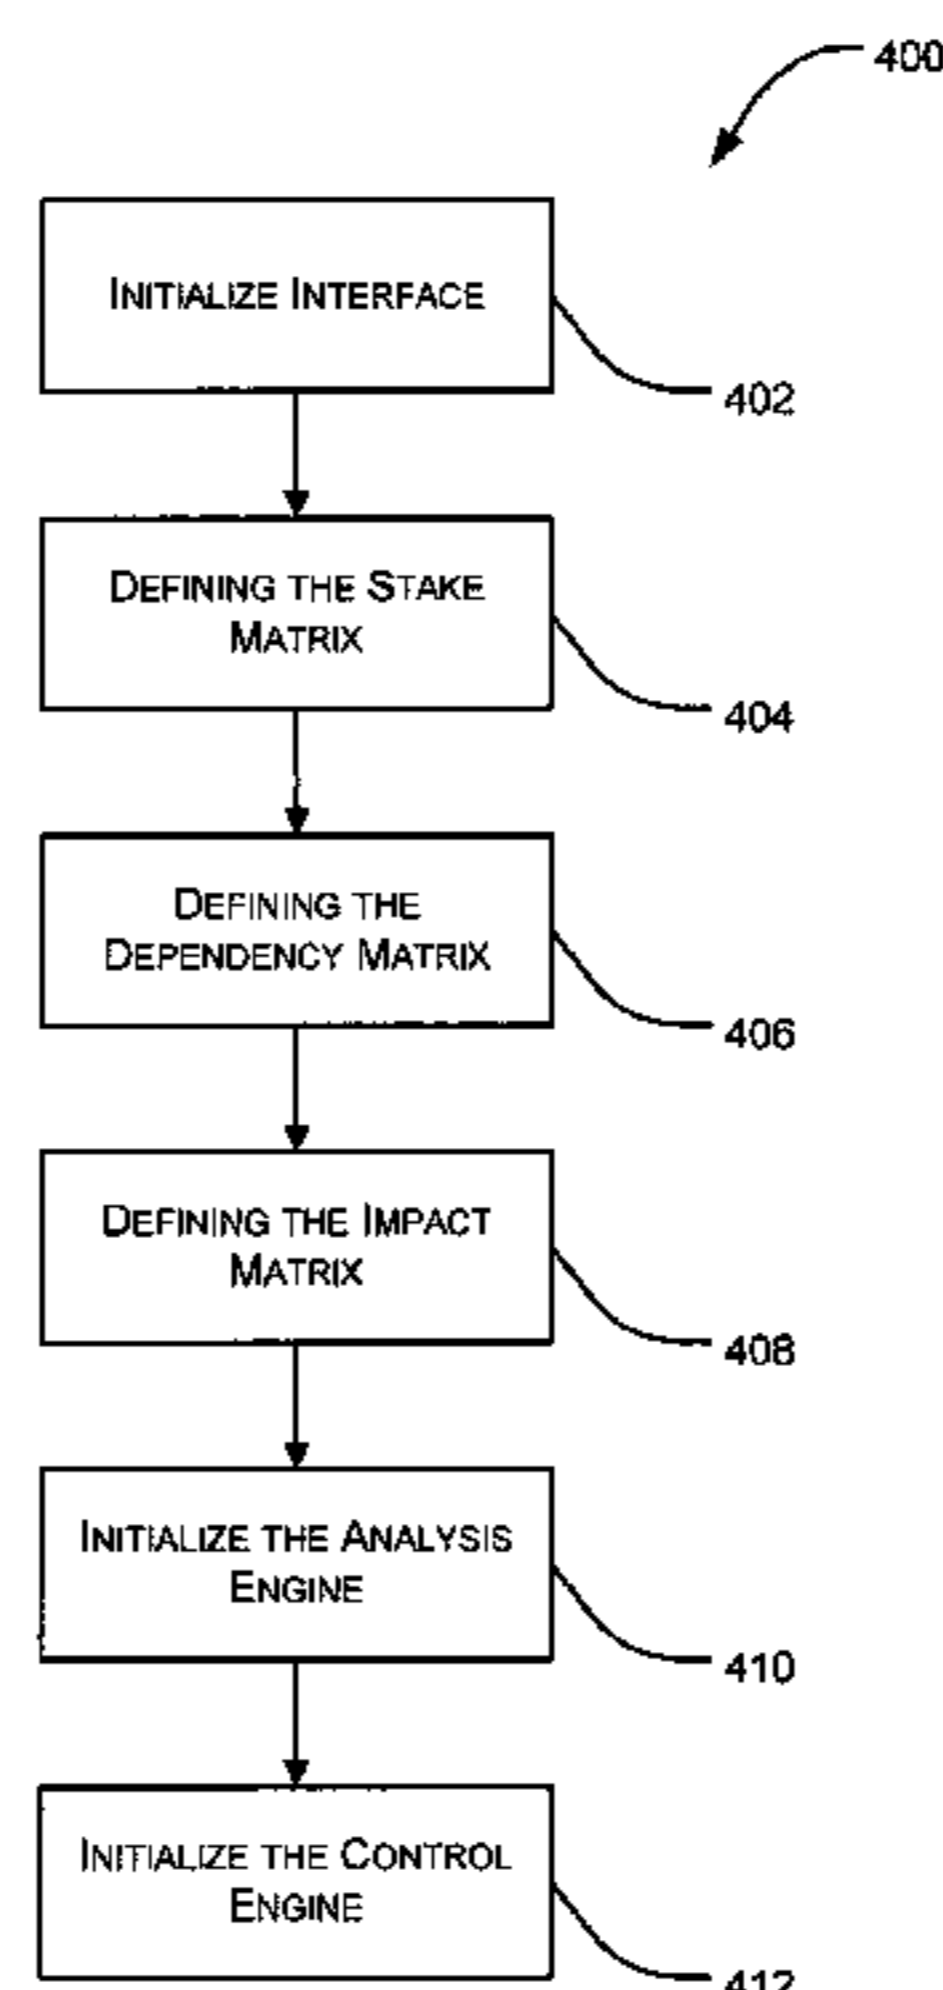 400
INITIALIZE INTERFACE
402
DEFINING THE STAKE
MATRIX
404
DEFINING THE
DEPENDENCY MATRIX
406
DEFINING THE IMPACT
MATRIX
408
INITIALIZE THE ANALYSIS
ENGINE
410
INITIALIZE THE CONTROL
ENGINE
412